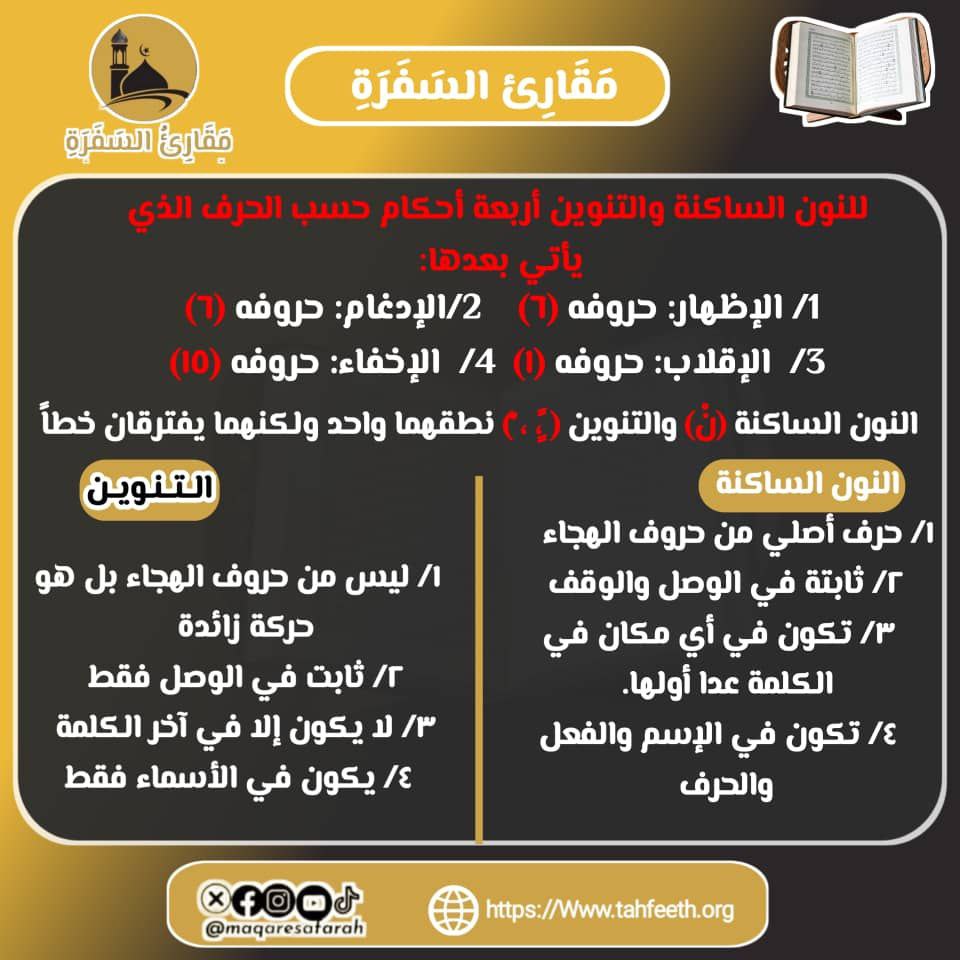 مَقَارِئُ السَفَرَةِ
مَقَارِئ السَفَرَةِ
للنون الساكنة والتنوين أربعة أحكام حسب الحرف الذي
يأتي بعدها:
1/ الإظهار: حروفه (٦) 2/الإدغام: حروفه (٦)
3/ الإقلاب: حروفه (١) 4/ الإخفاء: حروفه (١٥)
النون الساكنة (نْ) والتنوين (ـًـٍ ، ـٌ) نطقهما واحد ولكنهما يفترقان خطاً
النون الساكنة
١/ حرف أصلي من حروف الهجاء
٢/ ثابتة في الوصل والوقف
٣/ تكون في أي مكان في
الكلمة عدا أولها.
٤/ تكون في الإسم والفعل
والحرف
التنوين
١/ ليس من حروف الهجاء بل هو
حركة زائدة
٢/ ثابت في الوصل فقط
٣/ لا يكون إلا في آخر الكلمة
٤/ يكون في الأسماء فقط
@maqaresafarah
https://Www.tahfeeth.org